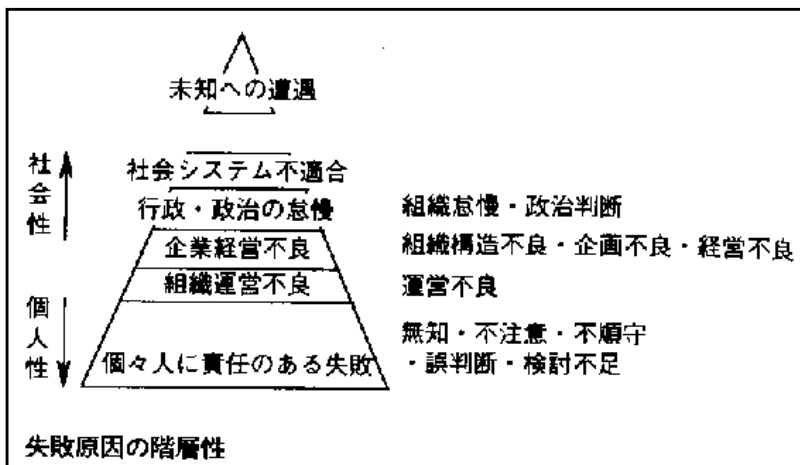 未知への遭遇
社会性
社会システム不適合
行政・政治の怠慢
組織怠慢・政治判断
企業経営不良
組織構造不良・企画不良・経営不良
組織運営不良
運営不良
個人性
個々人に責任のある失敗
無知・不注意・不順守
・誤判断・検討不足
失敗原因の階層性